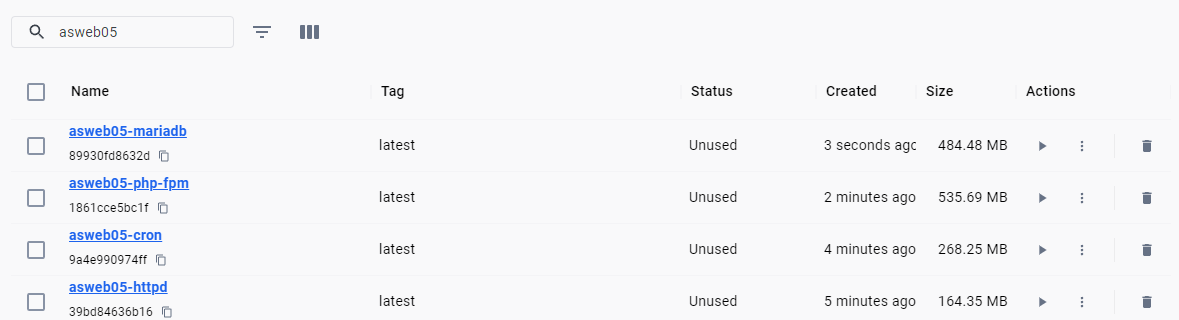 asweb05
Name Tag Status Created Size Actions
asweb05-mariadb
89930fd8632d
latest Unused 3 seconds ago 484.48 MB
asweb05-php-fpm
1861cce5bc1f
latest Unused 2 minutes ago 535.69 MB
asweb05-cron
9a4e990974ff
latest Unused 4 minutes ago 268.25 MB
asweb05-httpd
39bd84636b16
latest Unused 5 minutes ago 164.35 MB